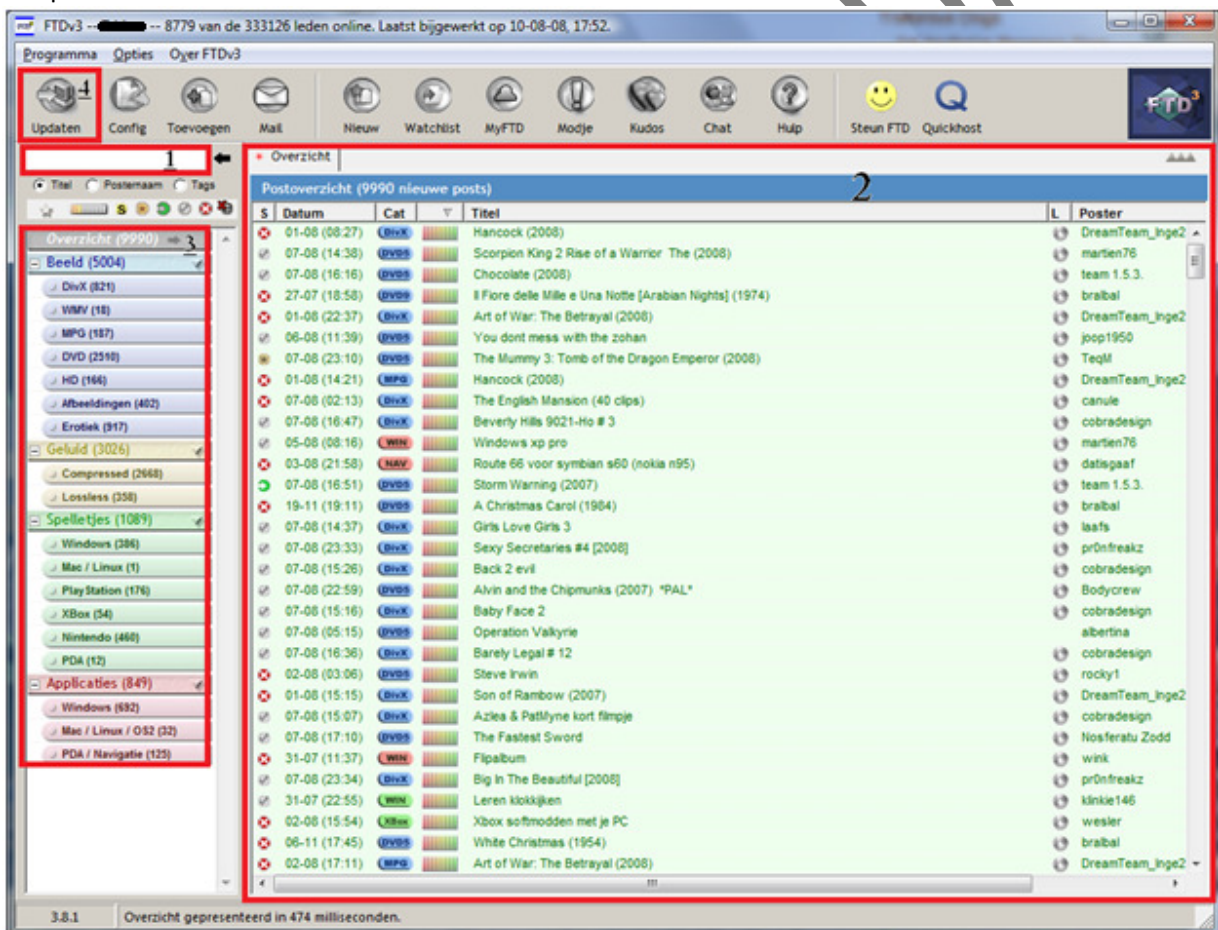 FTDv3 -- -- 8779 van de 333126 leden online. Laatst bijgewerkt op 10-08-08, 17:52.
Programma Opties Over FTDv3
4
Updaten Config Toevoegen Mail Nieuw Watchlist MyFTD Modje Kudos Chat Hulp Steun FTD Quickhost
FTD3
1
Titel Posternaam Tags
Overzicht
Postoverzicht (9990 nieuwe posts)
2
S Datum Cat Titel L Poster
Overzicht (9990) 3
Beeld (5004)
DivX (821)
WMV (18)
MPG (187)
DVD (2510)
HD (166)
Afbeeldingen (402)
Erotiek (917)
Geluid (3026)
Compressed (2668)
Lossless (358)
Spelletjes (1089)
Windows (386)
Mac / Linux (1)
PlayStation (176)
XBox (54)
Nintendo (460)
PDA (12)
Applicaties (849)
Windows (692)
Mac / Linux / OS2 (32)
PDA / Navigatie (125)
01-08 (08:27) DivX Hancock (2008) DreamTeam_Inge2
07-08 (14:38) DVD5 Scorpion King 2 Rise of a Warrior The (2008) martien76
07-08 (16:16) DVD5 Chocolate (2008) team 1.5.3.
27-07 (18:58) Il Fiore delle Mille e Una Notte [Arabian Nights] (1974) bralbal
01-08 (22:37) DivX Art of War: The Betrayal (2008) DreamTeam_Inge2
06-08 (11:39) DVD5 You dont mess with the zohan joop1950
07-08 (23:10) DVD5 The Mummy 3: Tomb of the Dragon Emperor (2008) TeqM
01-08 (14:21) MPG Hancock (2008) DreamTeam_Inge2
07-08 (02:13) DivX The English Mansion (40 clips) canule
07-08 (16:47) DivX Beverly Hills 9021-Ho # 3 cobradesign
05-08 (08:16) WIN Windows xp pro martien76
03-08 (21:58) NAV Route 66 voor symbian s60 (nokia n95) datisgaaf
07-08 (16:51) DVD5 Storm Warning (2007) team 1.5.3.
19-11 (19:11) DVD5 A Christmas Carol (1984) bralbal
07-08 (14:37) DivX Girls Love Girls 3 laafs
07-08 (23:33) DivX Sexy Secretaries #4 [2008] pr0nfreakz
07-08 (15:26) DivX Back 2 evil cobradesign
07-08 (22:59) DVD5 Alvin and the Chipmunks (2007) *PAL* Bodycrew
07-08 (15:16) DivX Baby Face 2 cobradesign
07-08 (05:15) DVD5 Operation Valkyrie albertina
07-08 (16:36) DivX Barely Legal # 12 cobradesign
02-08 (03:06) DVD5 Steve Irwin rocky1
01-08 (15:15) DivX Son of Rambow (2007) DreamTeam_Inge2
07-08 (15:07) DivX Azlea & PatMyne kort filmpje cobradesign
07-08 (17:10) DVD5 The Fastest Sword Nosferatu Zodd
31-07 (11:37) WIN Flipalbum wink
07-08 (23:34) DivX Big In The Beautiful [2008] pr0nfreakz
31-07 (22:55) WIN Leren klokkijken klinkie146
02-08 (15:54) XBox Xbox softmodden met je PC wesler
06-11 (17:45) DVD5 White Christmas (1954) bralbal
02-08 (17:11) MPG Art of War: The Betrayal (2008) DreamTeam_Inge2
3.8.1 Overzicht gepresenteerd in 474 milliseconden.